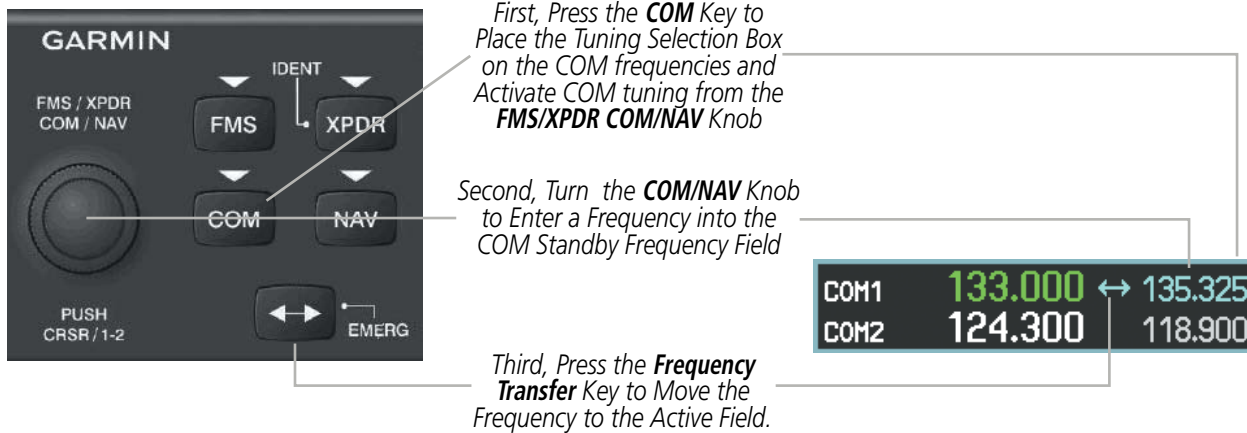 GARMIN
FMS / XPDR
COM / NAV
IDENT
FMS
XPDR
COM
NAV
PUSH
CRSR / 1-2
EMERG
First, Press the COM Key to
Place the Tuning Selection Box
on the COM frequencies and
Activate COM tuning from the
FMS/XPDR COM/NAV Knob
Second, Turn the COM/NAV Knob
to Enter a Frequency into the
COM Standby Frequency Field
COM1 133.000 ↔ 135.325
COM2 124.300 118.900
Third, Press the Frequency
Transfer Key to Move the
Frequency to the Active Field.